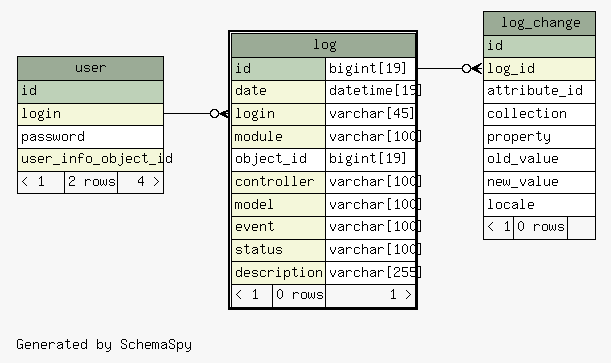 user
id
login
password
user_info_object_id
< 1 2 rows 4 >
log
id bigint[19]
date datetime[19]
login varchar[45]
module varchar[100]
object_id bigint[19]
controller varchar[100]
model varchar[100]
event varchar[100]
status varchar[100]
description varchar[255]
< 1 0 rows 1 >
log_change
id
log_id
attribute_id
collection
property
old_value
new_value
locale
< 1 0 rows
Generated by SchemaSpy